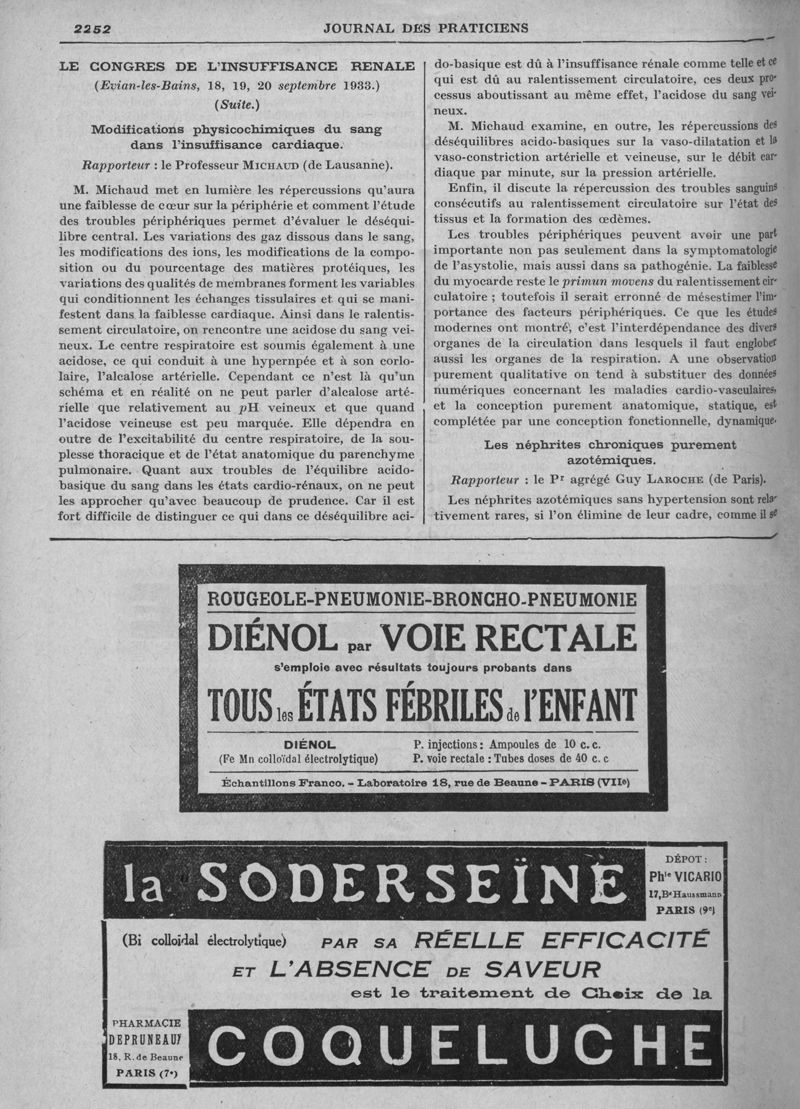 2252
JOURNAL DES PRATICIENS
LE CONGRES DE L'INSUFFISANCE RENALE
(Evian-les-Bains, 18, 19, 20 septembre 1933.)
(Suite.)
Modifications physicochimiques du sang
dans l'insuffisance cardiaque.
Rapporteur : le Professeur MICHAUD (de Lausanne).
M. Michaud met en lumière les répercussions qu'aura
une faiblesse de cœur sur la périphérie et comment l'étude
des troubles périphériques permet d'évaluer le déséqui-
libre central. Les variations des gaz dissous dans le sang,
les modifications des ions, les modifications de la compo-
sition ou du pourcentage des matières protéiques, les
variations des qualités de membranes forment les variables
qui conditionnent les échanges tissulaires et qui se mani-
festent dans la faiblesse cardiaque. Ainsi dans le ralentis-
sement circulatoire, on rencontre une acidose du sang vei-
neux. Le centre respiratoire est soumis également à une
acidose, ce qui conduit à une hypernpée et à son corlo-
laire, l'alcalose artérielle. Cependant ce n'est là qu'un
schéma et en réalité on ne peut parler d'alcalose arté-
rielle que relativement au pH veineux et que quand
l'acidose veineuse est peu marquée. Elle dépendra en
outre de l'excitabilité du centre respiratoire, de la sou-
plesse thoracique et de l'état anatomique du parenchyme
pulmonaire. Quant aux troubles de l'équilibre acido-
basique du sang dans les états cardio-rénaux, on ne peut
les approcher qu'avec beaucoup de prudence. Car il est
fort difficile de distinguer ce qui dans ce déséquilibre aci-
do-basique est dû à l'insuffisance rénale comme telle et ce
qui est dû au ralentissement circulatoire, ces deux pro-
cessus aboutissant au même effet, l'acidose du sang vei-
neux.
M. Michaud examine, en outre, les répercussions des
déséquilibres acido-basiques sur la vaso-dilatation et la
vaso-constriction artérielle et veineuse, sur le débit car-
diaque par minute, sur la pression artérielle.
Enfin, il discute la répercussion des troubles sanguins
consécutifs au ralentissement circulatoire sur l'état des
tissus et la formation des œdèmes.
Les troubles périphériques peuvent avoir une part
importante non pas seulement dans la symptomatologie
de l'asystolie, mais aussi dans sa pathogénie. La faiblesse
du myocarde reste le primun movens du ralentissement cir-
culatoire ; toutefois il serait erronné de mésestimer l'im-
portance des facteurs périphériques. Ce que les études
modernes ont montré, c'est l'interdépendance des divers
organes de la circulation dans lesquels il faut englober
aussi les organes de la respiration. A une observation
purement qualitative on tend à substituer des données
numériques concernant les maladies cardio-vasculaires,
et la conception purement anatomique, statique, est
complétée par une conception fonctionnelle, dynamique.
Les néphrites chroniques purement
azotémiques.
Rapporteur : le Pr agrégé Guy LAROCHE (de Paris).
Les néphrites azotémiques sans hypertension sont rela-
tivement rares, si l'on élimine de leur cadre, comme il se
ROUGEOLE-PNEUMONIE-BRONCHO-PNEUMONIE
DIÉNOL par VOIE RECTALE
s'emploie avec résultats toujours probants dans
TOUS les ÉTATS FÉBRILES de l'ENFANT
DIÉNOL
(Fe Mn colloïdal électrolytique)
P. injections : Ampoules de 10 c. c.
P. voie rectale : Tubes doses de 40 c. c
Échantillons Franco. - Laboratoire 18, rue de Beaune - PARIS (VIIe)
la SODERSEÏNE
DÉPOT :
Phie VICARIO
17, Bd Haussmann
PARIS (9e)
(Bi colloidal électrolytique) PAR SA RÉELLE EFFICACITÉ
ET L'ABSENCE DE SAVEUR
est le traitement de Choix de la
PHARMACIE
DEPRUNEAUX
18, R. de Beaune
PARIS (7e)
COQUELUCHE